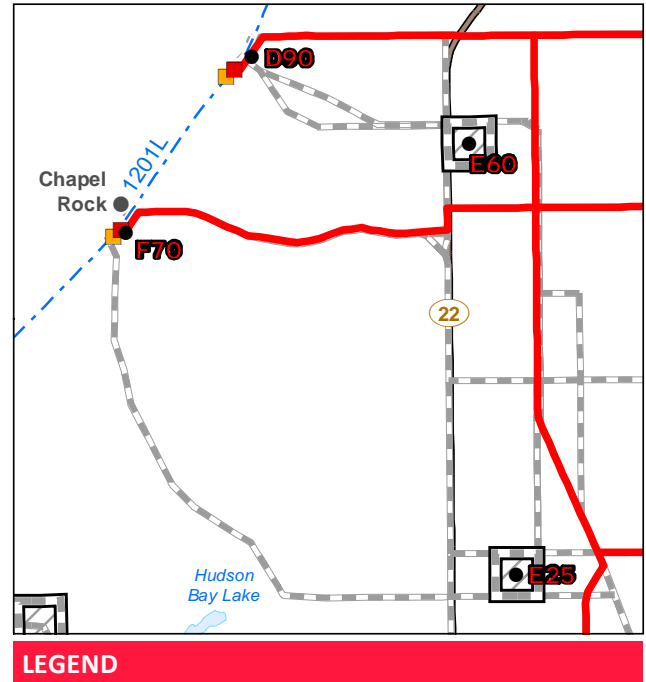 D90
E60
1201L
Chapel
Rock
F70
22
E25
Hudson
Bay Lake
LEGEND